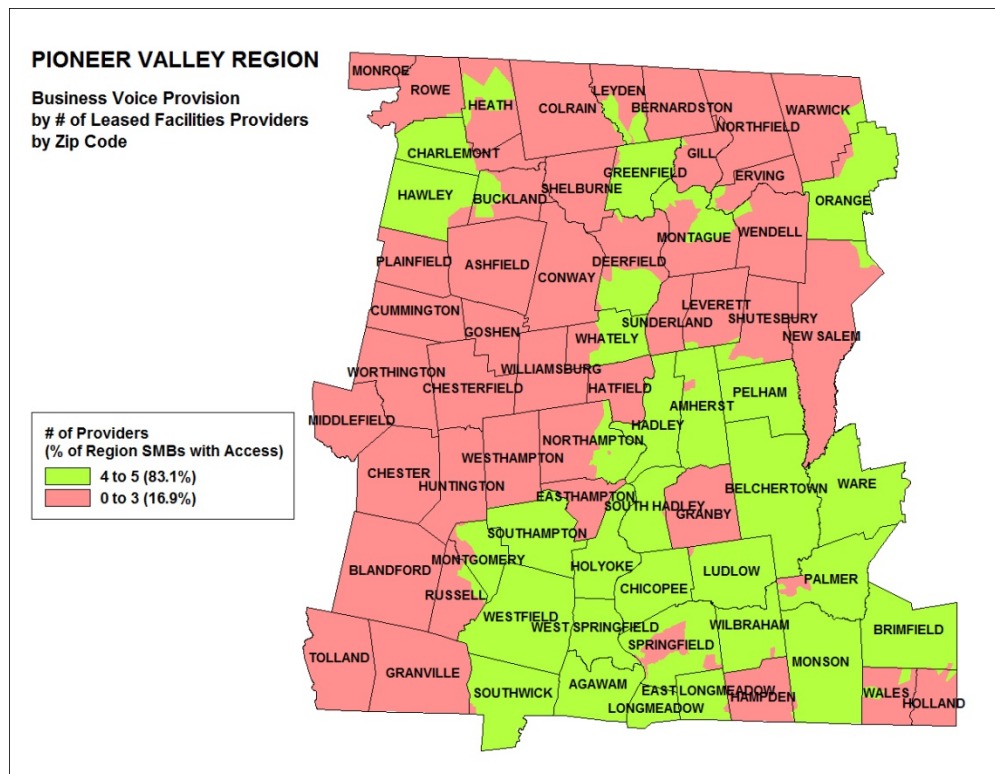 PIONEER VALLEY REGION
Business Voice Provision
by # of Leased Facilities Providers
by Zip Code
# of Providers
(% of Region SMBs with Access)
4 to 5 (83.1%)
0 to 3 (16.9%)
MONROE
ROWE
HEATH
COLRAIN
LEYDEN
BERNARDSTON
NORTHFIELD
WARWICK
CHARLEMONT
GREENFIELD
GILL
ERVING
HAWLEY
BUCKLAND
SHELBURNE
ORANGE
MONTAGUE
WENDELL
PLAINFIELD
ASHFIELD
CONWAY
DEERFIELD
CUMMINGTON
GOSHEN
WHATELY
SUNDERLAND
LEVERETT
SHUTESBURY
NEW SALEM
WORTHINGTON
CHESTERFIELD
WILLIAMSBURG
HATFIELD
MIDDLEFIELD
HADLEY
AMHERST
PELHAM
NORTHAMPTON
CHESTER
HUNTINGTON
WESTHAMPTON
EASTHAMPTON
SOUTH HADLEY
GRANBY
BELCHERTOWN
WARE
SOUTHAMPTON
MONTGOMERY
BLANDFORD
RUSSELL
HOLYOKE
CHICOPEE
LUDLOW
PALMER
WESTFIELD
WEST SPRINGFIELD
SPRINGFIELD
WILBRAHAM
BRIMFIELD
TOLLAND
GRANVILLE
SOUTHWICK
AGAWAM
LONGMEADOW
EAST LONGMEADOW
HAMPDEN
MONSON
WALES
HOLLAND